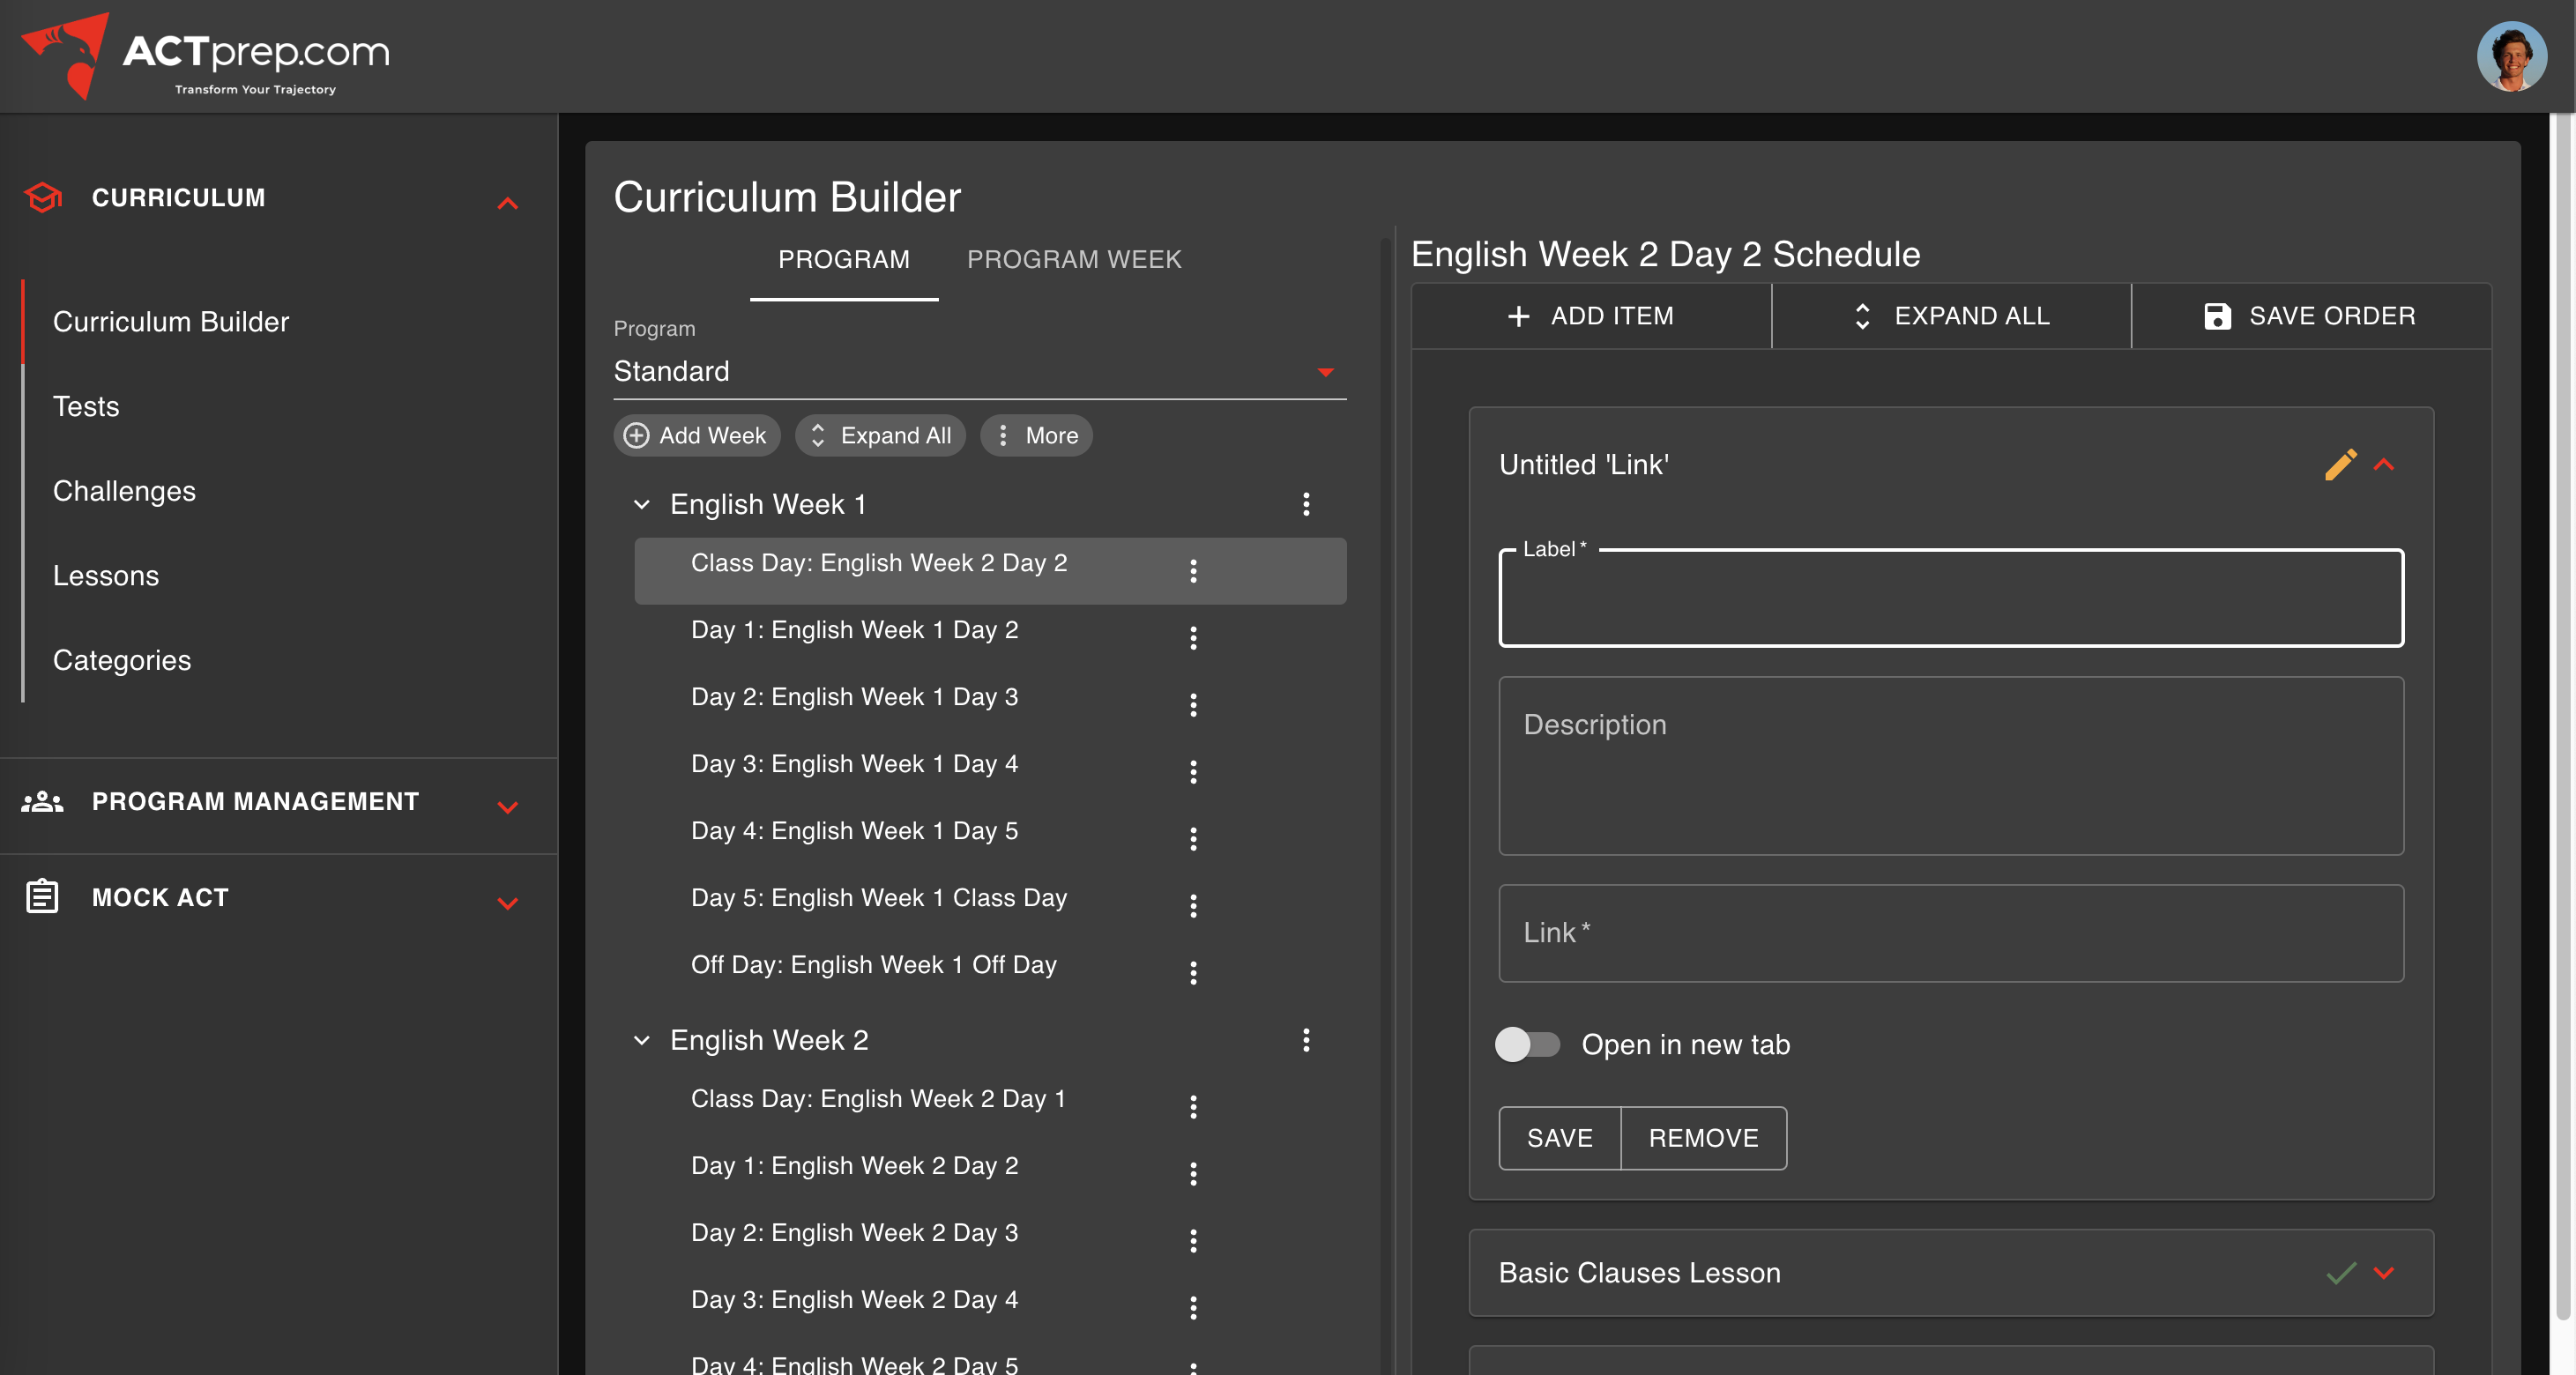 ACTprep.com
Transform Your Trajectory
CURRICULUM
Curriculum Builder
Tests
Challenges
Lessons
Categories
PROGRAM MANAGEMENT
MOCK ACT
Curriculum Builder
PROGRAM PROGRAM WEEK
Program
Standard
Add Week Expand All More
English Week 1
Class Day: English Week 2 Day 2
Day 1: English Week 1 Day 2
Day 2: English Week 1 Day 3
Day 3: English Week 1 Day 4
Day 4: English Week 1 Day 5
Day 5: English Week 1 Class Day
Off Day: English Week 1 Off Day
English Week 2
Class Day: English Week 2 Day 1
Day 1: English Week 2 Day 2
Day 2: English Week 2 Day 3
Day 3: English Week 2 Day 4
Day 4: English Week 2 Day 5
English Week 2 Day 2 Schedule
ADD ITEM EXPAND ALL SAVE ORDER
Untitled 'Link'
Label *
Description
Link *
Open in new tab
SAVE REMOVE
Basic Clauses Lesson